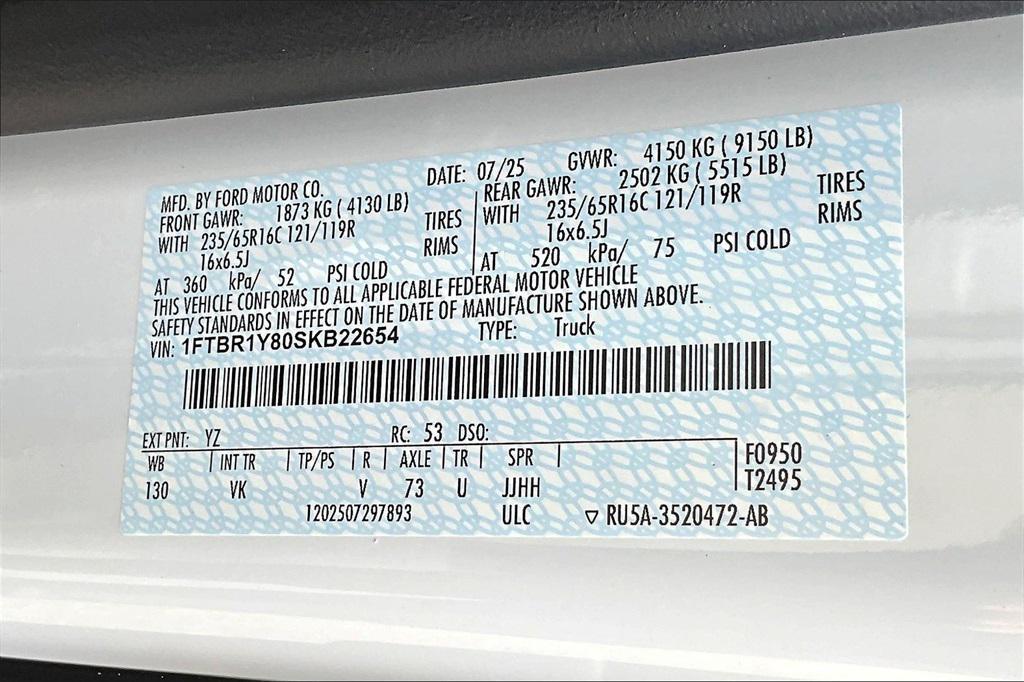 MFD. BY FORD MOTOR CO.
DATE: 07/25
GVWR: 4150 KG ( 9150 LB)
FRONT GAWR: 1873 KG ( 4130 LB)
WITH 235/65R16C 121/119R TIRES
16x6.5J RIMS
AT 360 kPa/ 52 PSI COLD
REAR GAWR: 2502 KG ( 5515 LB)
WITH 235/65R16C 121/119R TIRES
16x6.5J RIMS
AT 520 kPa/ 75 PSI COLD
THIS VEHICLE CONFORMS TO ALL APPLICABLE FEDERAL MOTOR VEHICLE
SAFETY STANDARDS IN EFFECT ON THE DATE OF MANUFACTURE SHOWN ABOVE.
VIN: 1FTBR1Y80SKB22654 TYPE: Truck
EXT PNT: YZ RC: 53 DSO:
WB | INT TR | TP/PS | R | AXLE | TR | SPR | F0950
130 VK V 73 U JJHH T2495
1202507297893 ULC ▽ RU5A-3520472-AB